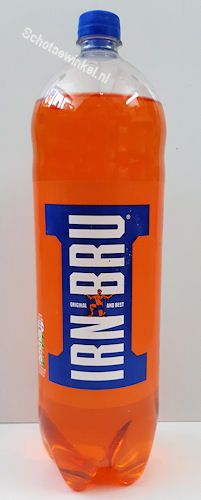 Schotsewinkel.nl
IRN-BRU®
ORIGINAL AND BEST